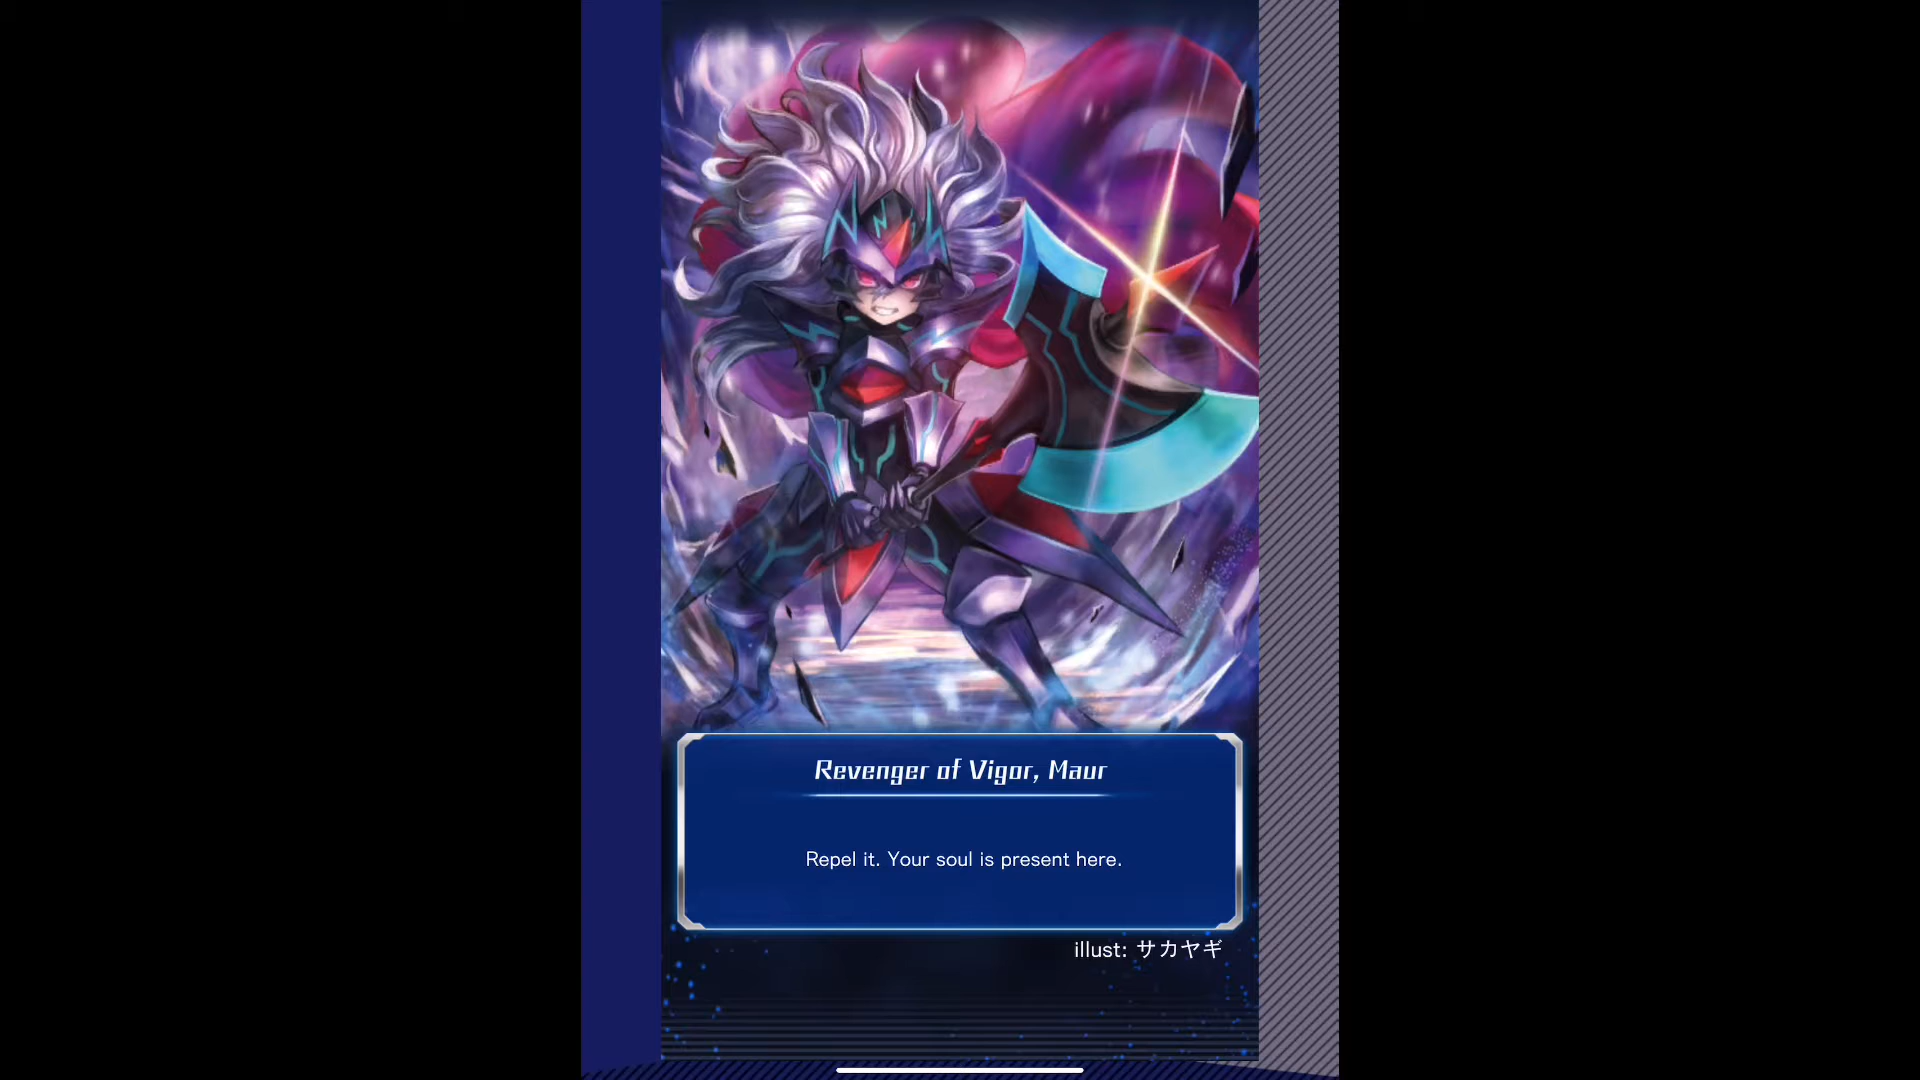 Revenger of Vigor, Maur
Repel it. Your soul is present here.
illust: サカヤギ